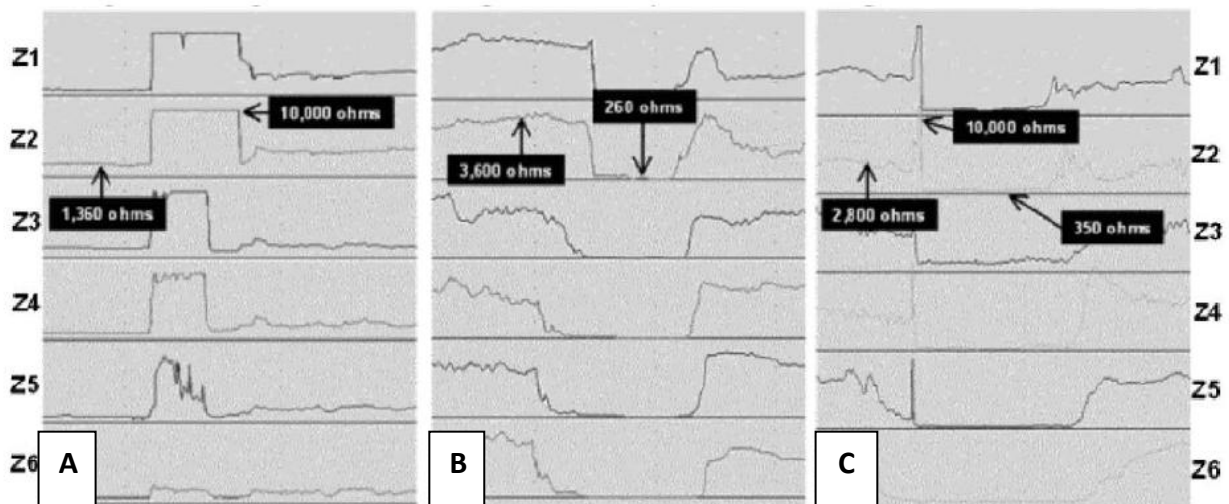 Z1
Z2
Z3
Z4
Z5
Z6
10,000 ohms
1,360 ohms
A
260 ohms
3,600 ohms
B
10,000 ohms
2,800 ohms
350 ohms
C
Z1
Z2
Z3
Z4
Z5
Z6